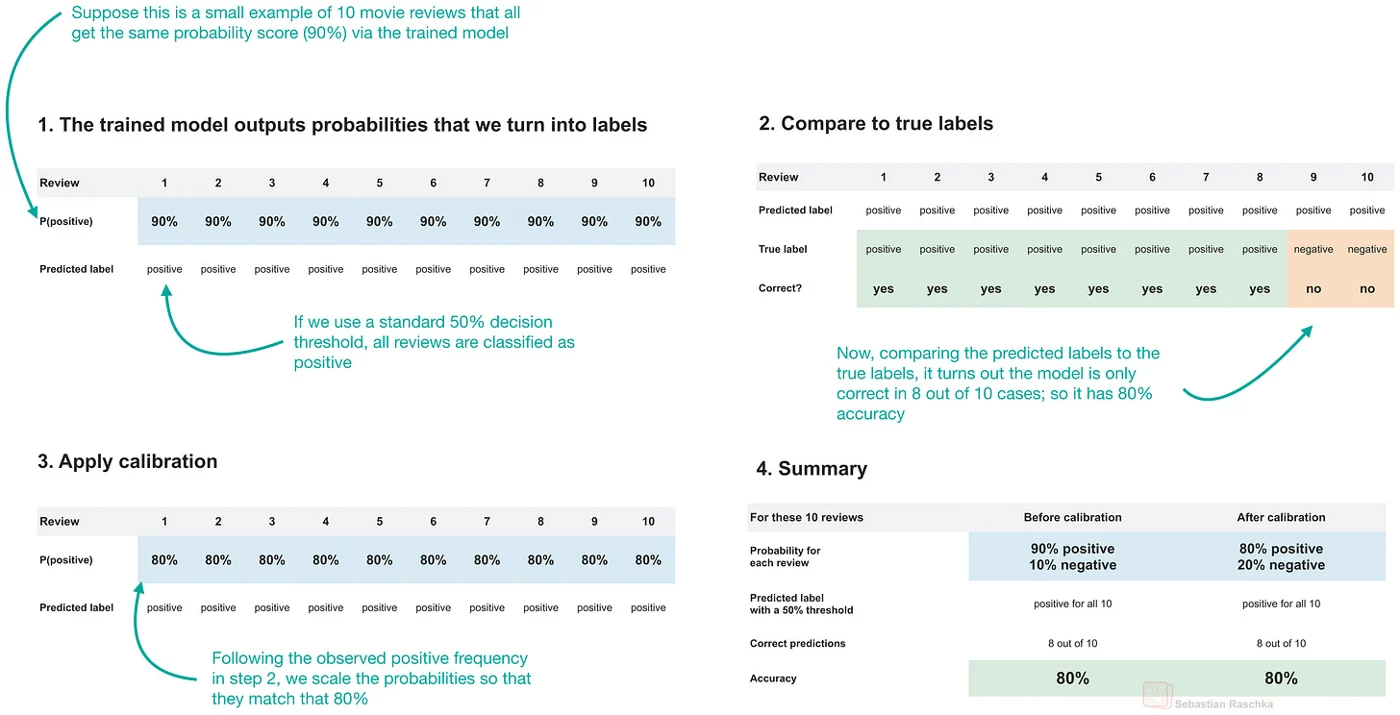 Suppose this is a small example of 10 movie reviews that all
get the same probability score (90%) via the trained model
1. The trained model outputs probabilities that we turn into labels
Review 1 2 3 4 5 6 7 8 9 10
P(positive) 90% 90% 90% 90% 90% 90% 90% 90% 90% 90%
Predicted label positive positive positive positive positive positive positive positive positive positive
If we use a standard 50% decision
threshold, all reviews are classified as
positive
2. Compare to true labels
Review 1 2 3 4 5 6 7 8 9 10
Predicted label positive positive positive positive positive positive positive positive positive positive
True label positive positive positive positive positive positive positive positive negative negative
Correct? yes yes yes yes yes yes yes yes no no
Now, comparing the predicted labels to the
true labels, it turns out the model is only
correct in 8 out of 10 cases; so it has 80%
accuracy
3. Apply calibration
Review 1 2 3 4 5 6 7 8 9 10
P(positive) 80% 80% 80% 80% 80% 80% 80% 80% 80% 80%
Predicted label positive positive positive positive positive positive positive positive positive positive
Following the observed positive frequency
in step 2, we scale the probabilities so that
they match that 80%
4. Summary
For these 10 reviews Before calibration After calibration
Probability for
each review
90% positive
10% negative
80% positive
20% negative
Predicted label
with a 50% threshold
positive for all 10 positive for all 10
Correct predictions 8 out of 10 8 out of 10
Accuracy 80% 80%
Sebastian Raschka